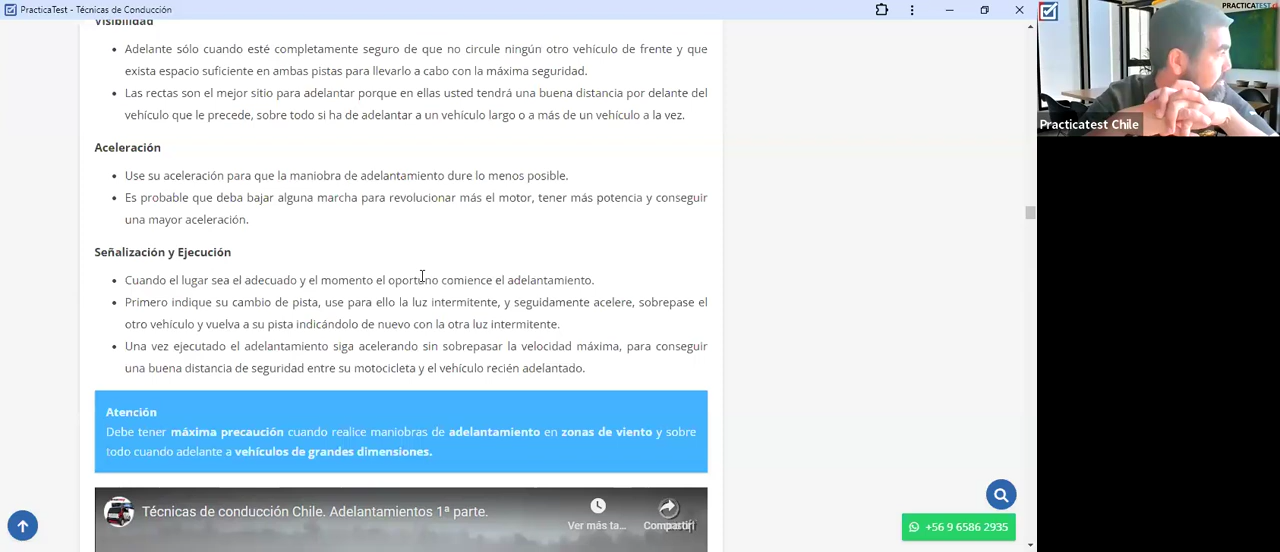 PracticaTest - Técnicas de Conducción
Visibilidad
• Adelante sólo cuando esté completamente seguro de que no circule ningún otro vehiculo de frente y que
exista espacio suficiente en ambas pistas para llevarlo a cabo con la máxima seguridad.
• Las rectas son el mejor sitio para adelantar porque en ellas usted tendrá una buena distancia por delante del
vehículo que le precede, sobre todo si ha de adelantar a un vehículo largo o a más de un vehículo a la vez.
Aceleración
• Use su aceleración para que la maniobra de adelantamiento dure lo menos posible.
• Es probable que deba bajar alguna marcha para revolucionar más el motor, tener más potencia y conseguir
una mayor aceleración.
Señalización y Ejecución
• Cuando el lugar sea el adecuado y el momento el oportuno comience el adelantamiento.
• Primero indique su cambio de pista, use para ello la luz intermitente, y seguidamente acelere, sobrepase el
otro vehículo y vuelva a su pista indicándolo de nuevo con la otra luz intermitente.
• Una vez ejecutado el adelantamiento siga acelerando sin sobrepasar la velocidad máxima, para conseguir
una buena distancia de seguridad entre su motocicleta y el vehículo recién adelantado.
Atención
Debe tener máxima precaución cuando realice maniobras de adelantamiento en zonas de viento y sobre
todo cuando adelante a vehículos de grandes dimensiones.
Técnicas de conducción Chile. Adelantamientos 1ª parte.
Ver más ta...
Compartir
+56 9 6586 2935
PRACTICATEST
Practicatest Chile